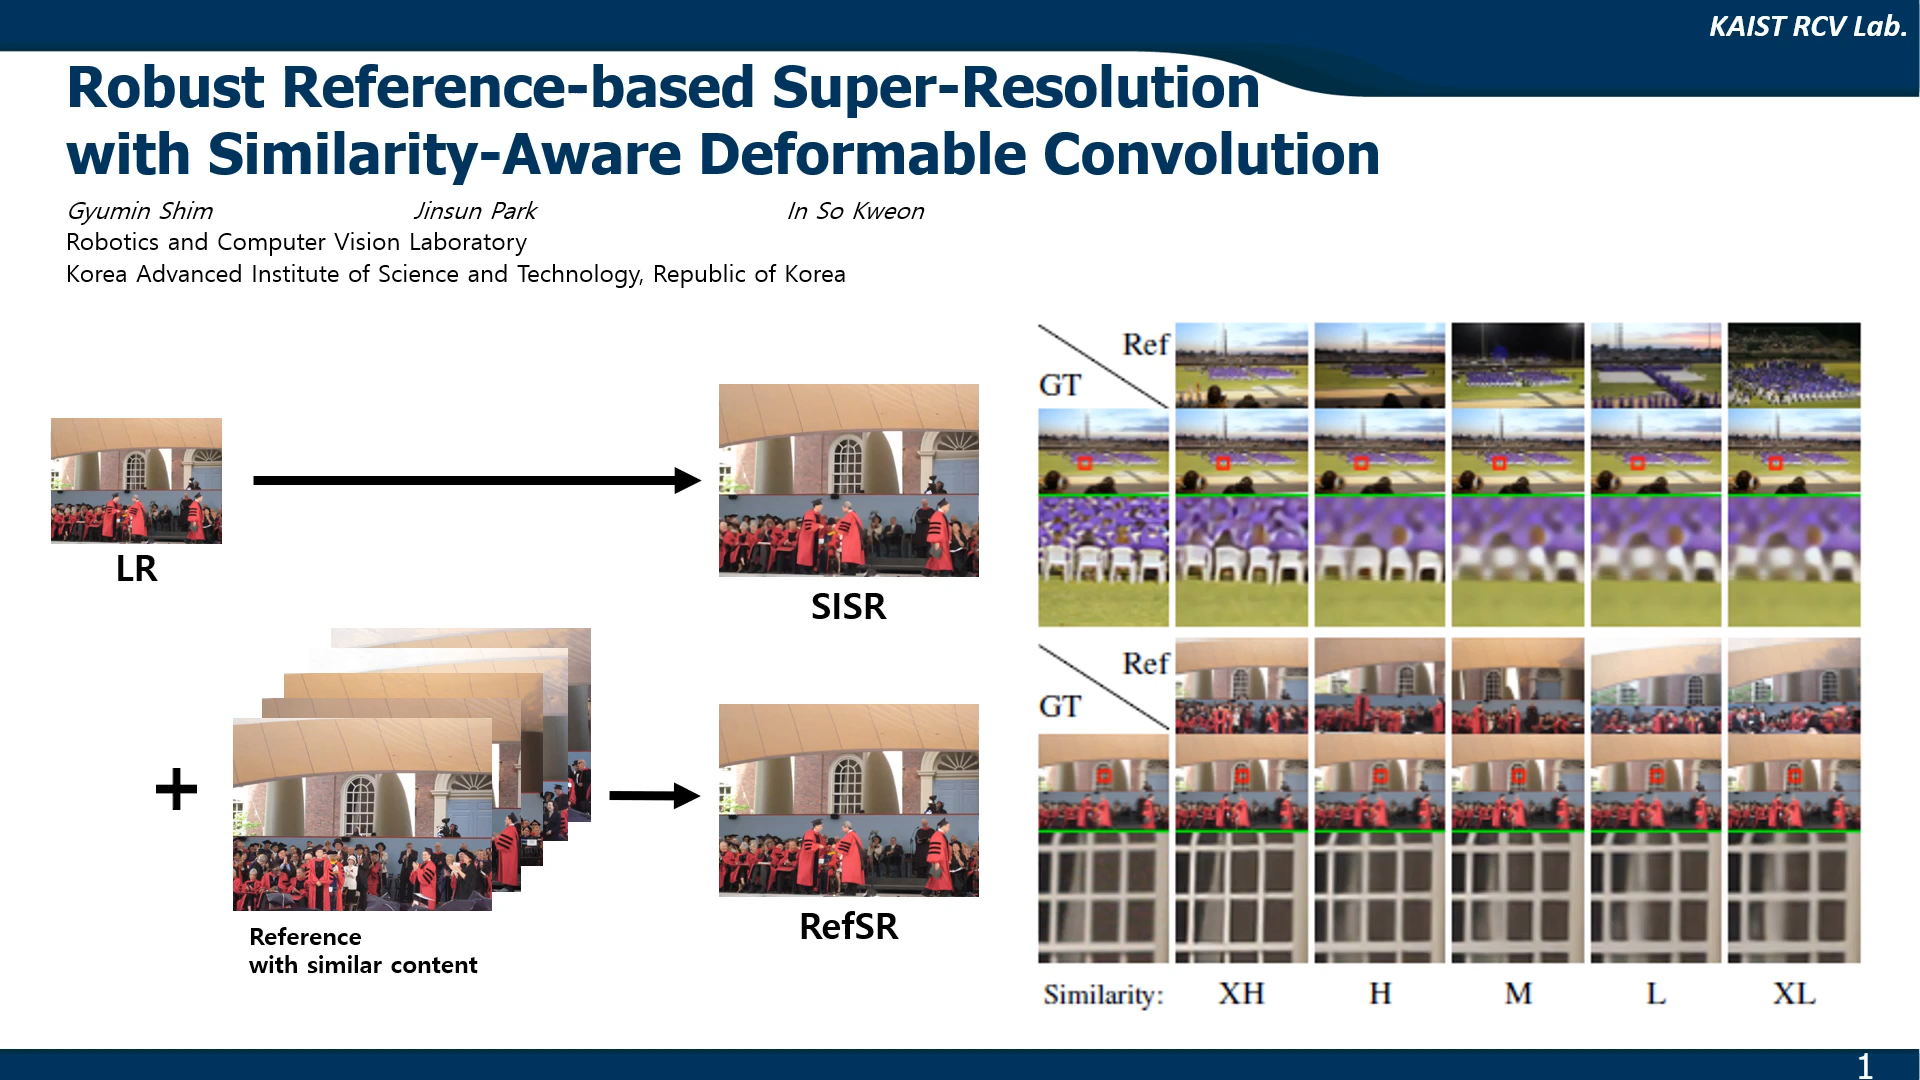 KAIST RCV Lab.
Robust Reference-based Super-Resolution
with Similarity-Aware Deformable Convolution
Gyumin Shim Jinsun Park In So Kweon
Robotics and Computer Vision Laboratory
Korea Advanced Institute of Science and Technology, Republic of Korea
LR
SISR
+
Reference
with similar content
RefSR
Ref
GT
Ref
GT
Similarity: XH H M L XL
1